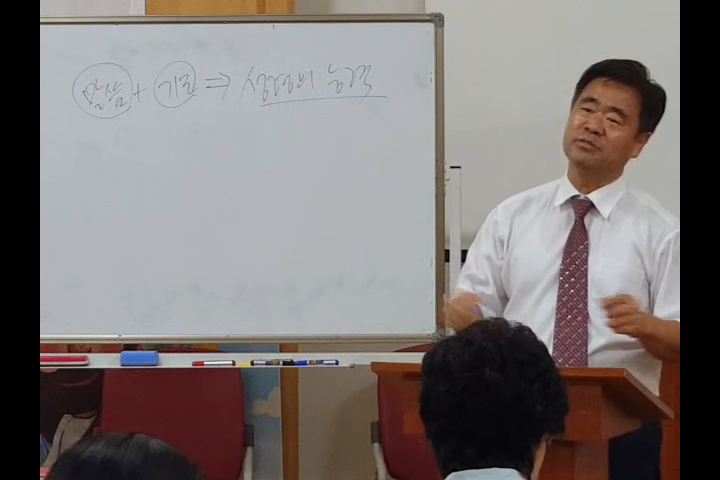 말씀 + 기도 ⇒ 성령의 능력